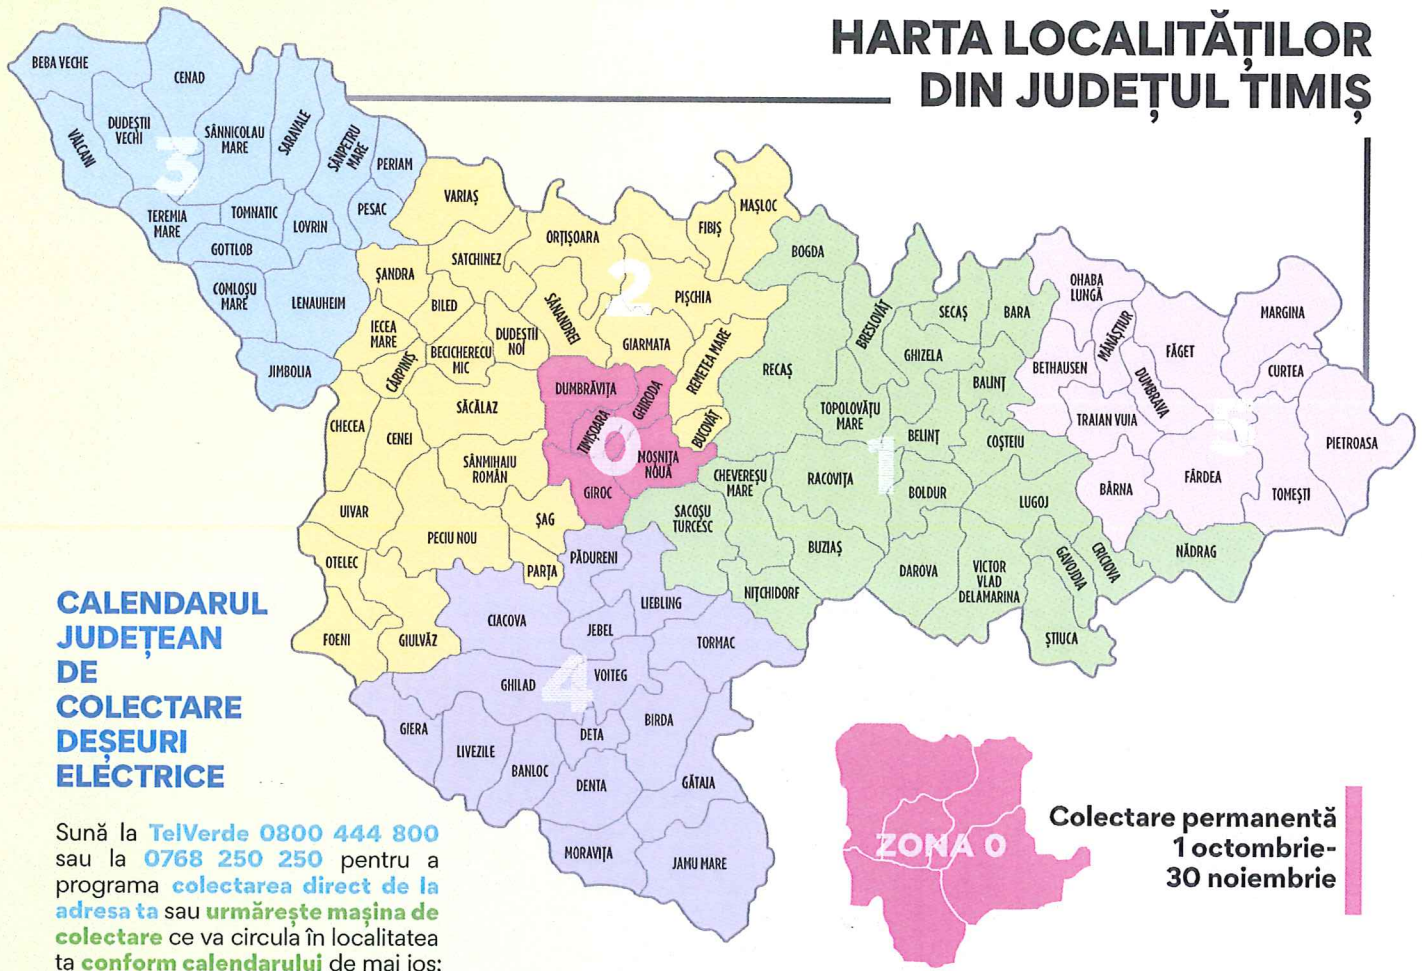 HARTA LOCALITĂȚILOR
DIN JUDEȚUL TIMIȘ
BEBA VECHE
CENAD
DUDEȘTII
VECHI
VĂLCANI
SÂNNICOLAU
MARE
SARAVALE
SÂNPETRU
MARE
PERIAM
3
TEREMIA
MARE
TOMNATIC
LOVRIN
PESAC
GOTTLOB
COMLOȘU
MARE
LENAUHEIM
JIMBOLIA
VARIAȘ
SATCHINEZ
ORȚIȘOARA
FIBIȘ
MAȘLOC
ȘANDRA
BILED
SÂNANDREI
2
PIȘCHIA
IECEA
MARE
CĂRPINIȘ
BECICHERECU
MIC
DUDEȘTII
NOI
GIARMATA
REMETEA MARE
BUCOVĂȚ
CHECEA
CENEI
SĂCĂLAZ
SÂNMIHAIU
ROMÂN
UIVAR
PECIU NOU
ȘAG
PARȚA
OTELEC
FOENI
GIULVĂZ
DUMBRĂVIȚA
GHIRODA
TIMIȘOARA
0
MOȘNIȚA
NOUĂ
GIROC
BOGDA
BRESLOVĂȚ
SECAȘ
BARA
GHIZELA
RECAȘ
BALINȚ
TOPOLOVĂȚU
MARE
BELINȚ
COȘTEIU
1
CHEVEREȘU
MARE
RACOVIȚA
BOLDUR
LUGOJ
SACOȘU
TURCESC
BUZIAȘ
NIȚCHIDORF
DAROVA
VICTOR
VLAD
DELAMARINA
GAVOJDIA
CRICIOVA
ȘTIUCA
NĂDRAG
OHABA
LUNGĂ
MĂNĂȘTIUR
BETHAUSEN
FĂGET
MARGINA
CURTEA
DUMBRAVA
TRAIAN VUIA
5
PIETROASA
BÂRNA
FÂRDEA
TOMEȘTI
PĂDURENI
LIEBLING
CIACOVA
JEBEL
TORMAC
GHILAD
4
VOITEG
GIERA
LIVEZILE
BANLOC
DETA
BIRDA
DENTA
GĂTAIA
MORAVIȚA
JAMU MARE
CALENDARUL
JUDEȚEAN
DE
COLECTARE
DEȘEURI
ELECTRICE
Sună la TelVerde 0800 444 800
sau la 0768 250 250 pentru a
programa colectarea direct de la
adresa ta sau urmărește mașina de
colectare ce va circula în localitatea
ta conform calendarului de mai jos:
ZONA 0
Colectare permanentă
1 octombrie-
30 noiembrie